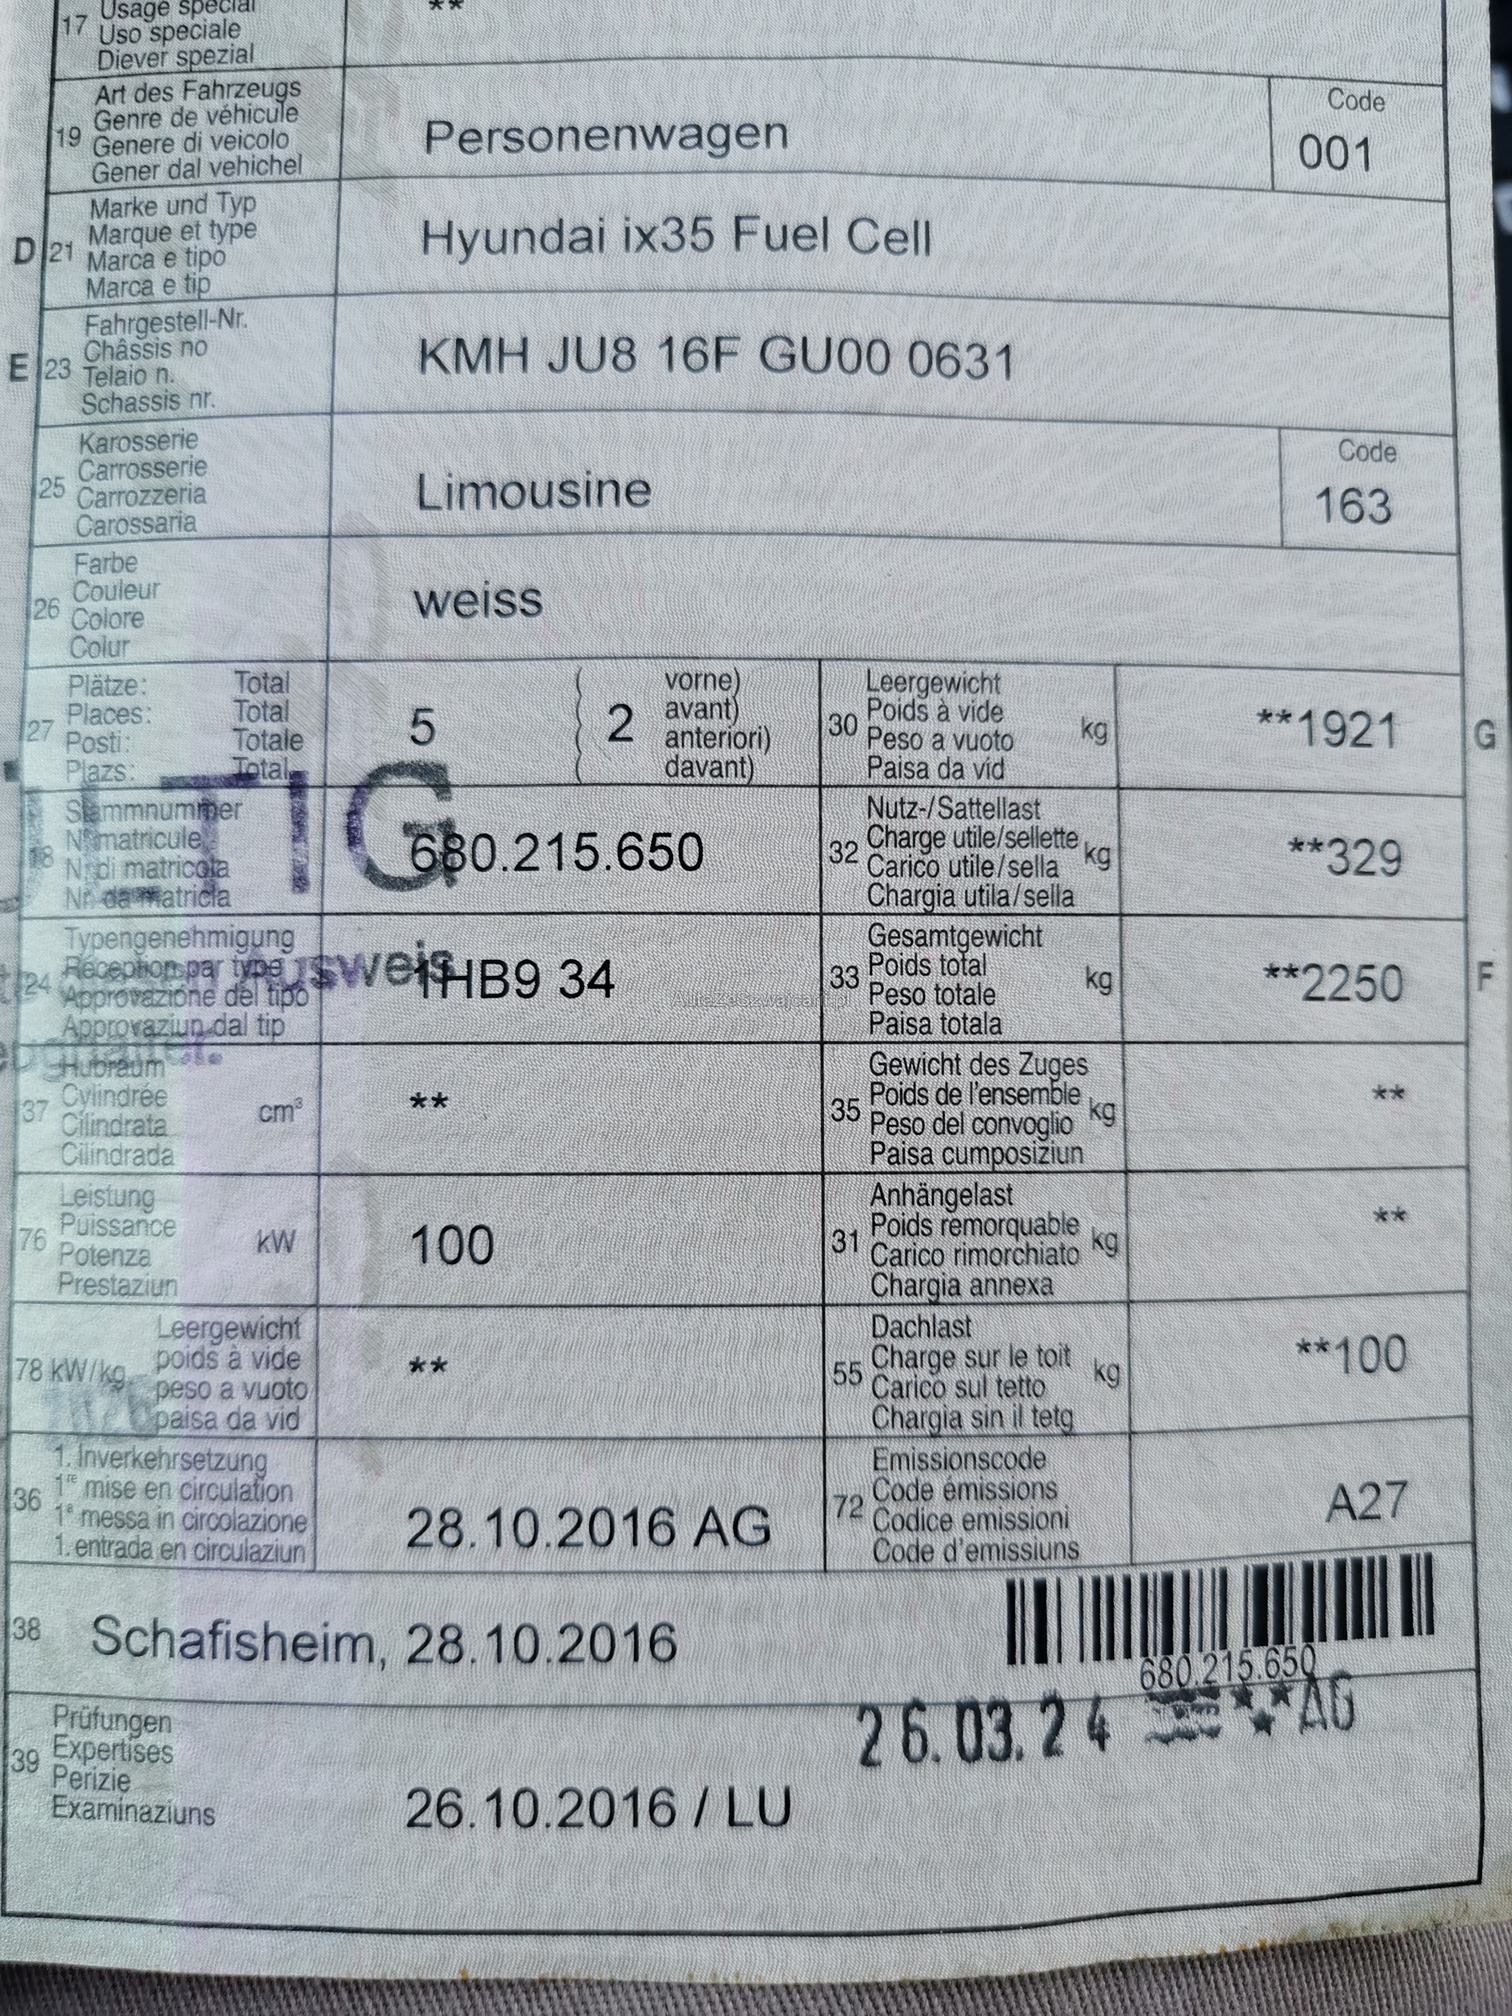 17 Usage spécial **
Uso speciale
Diever spezial
19 Art des Fahrzeugs
Genre de véhicule
Genere di veicolo
Gener dal vehichel
Personenwagen
Code
001
D 21 Marke und Typ
Marque et type
Marca e tipo
Marca e tip
Hyundai ix35 Fuel Cell
E 23 Fahrgestell-Nr.
Châssis no
Telaio n.
Schassis nr.
KMH JU8 16F GU00 0631
25 Karosserie
Carrosserie
Carrozzeria
Carossaria
Limousine
Code
163
26 Farbe
Couleur
Colore
Colur
weiss
27 Plätze: Total
Places: Total
Posti: Totale
Plazs: Total
5 ( 2 vorne)
avant)
anteriori)
davant)
30 Leergewicht
Poids à vide
Peso a vuoto
Paisa da vid
kg **1921 G
18 Stammnummer
N° matricule
N. di matricola
Nr. da matricla
680.215.650
32 Nutz-/Sattellast
Charge utile/sellette
Carico utile/sella
Chargia utila/sella
kg **329
LTIG
24 Typengenehmigung
Réception par type
Approvazione del tipo
Approvaziun dal tip
1HB9 34
Ausweis
33 Gesamtgewicht
Poids total
Peso totale
Paisa totala
kg **2250 F
37 Hubraum
Cylindrée
Cilindrata
Cilindrada
cm³ **
35 Gewicht des Zuges
Poids de l'ensemble
Peso del convoglio
Paisa cumposiziun
kg **
76 Leistung
Puissance
Potenza
Prestaziun
kW 100
31 Anhängelast
Poids remorquable
Carico rimorchiato
Chargia annexa
kg **
78 kW/kg Leergewicht
poids à vide
peso a vuoto
paisa da vid
**
55 Dachlast
Charge sur le toit
Carico sul tetto
Chargia sin il tetg
kg **100
36 1. Inverkehrsetzung
1re mise en circulation
1a messa in circolazione
1. entrada en circulaziun
28.10.2016 AG
72 Emissionscode
Code émissions
Codice emissioni
Code d'emissiuns
A27
38 Schafisheim, 28.10.2016
680.215.650
39 Prüfungen
Expertises
Perizie
Examinaziuns
26.03.24 AG
26.10.2016 / LU